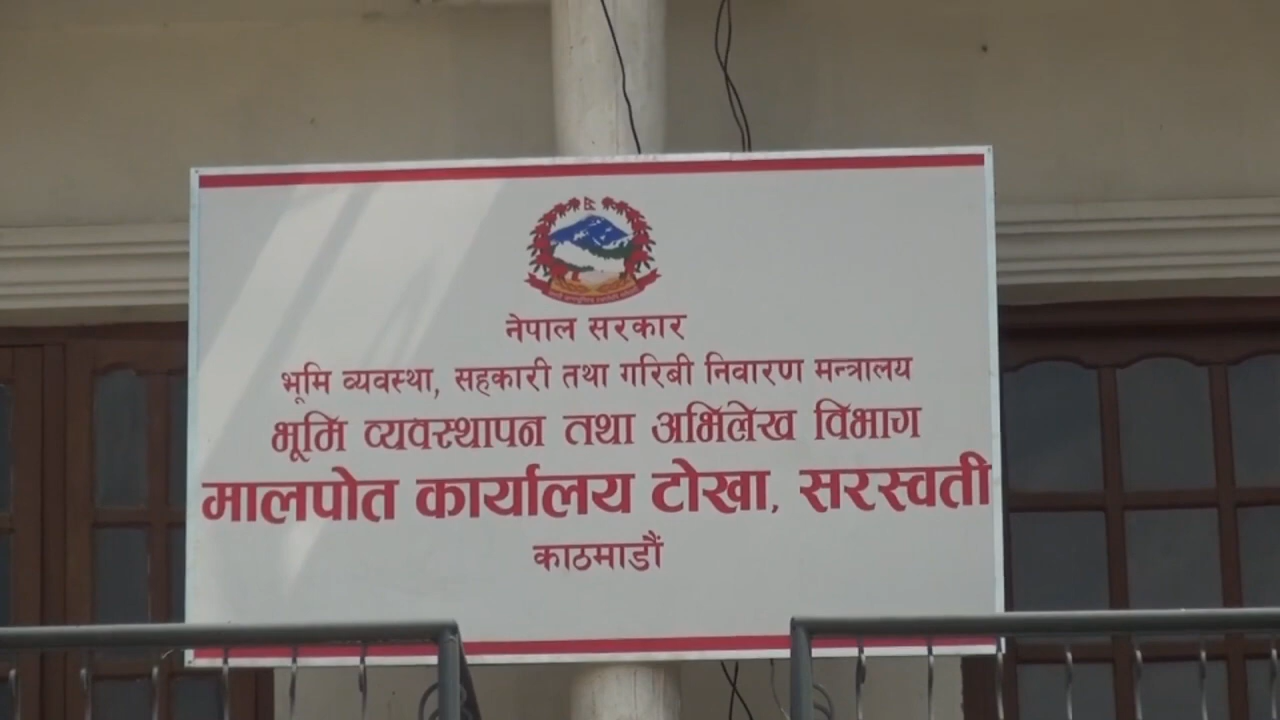 नेपाल सरकार
भूमि व्यवस्था, सहकारी तथा गरिबी निवारण मन्त्रालय
भूमि व्यवस्थापन तथा अभिलेख विभाग
मालपोत कार्यालय टोखा, सरस्वती
काठमाडौं